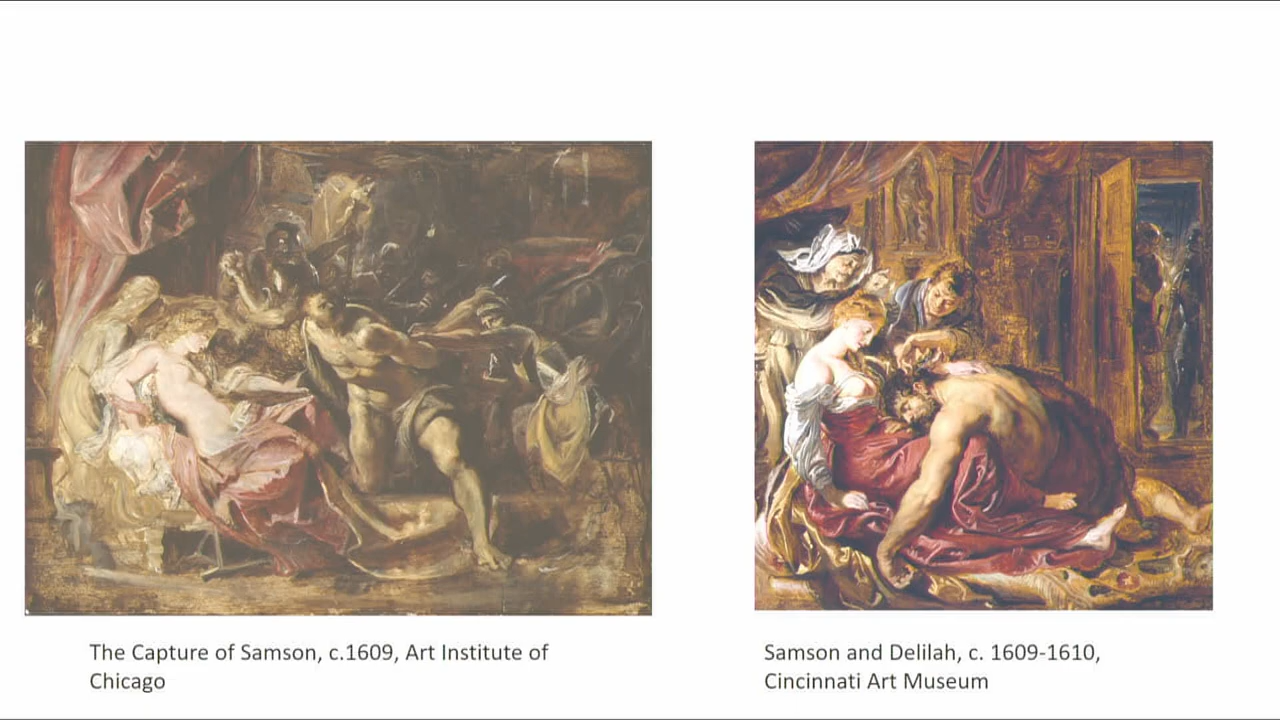 The Capture of Samson, c.1609, Art Institute of
Chicago
Samson and Delilah, c. 1609-1610,
Cincinnati Art Museum